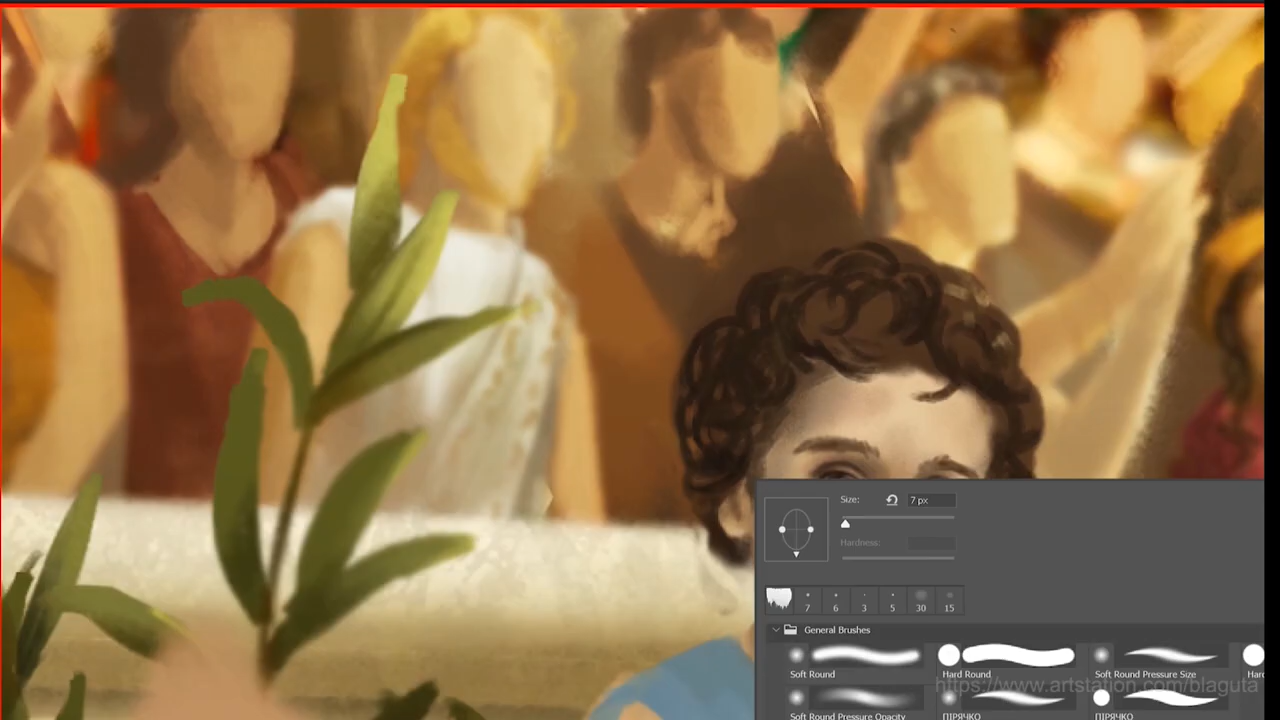 Size:
7 px
Hardness:
7 6 3 5 30 15
General Brushes
Soft Round
Hard Round
Soft Round Pressure Size
Har
Soft Round Pressure Opacity
ПІРЯЧКО
ПІРЯЧКО
https://www.artstation.com/blaguta